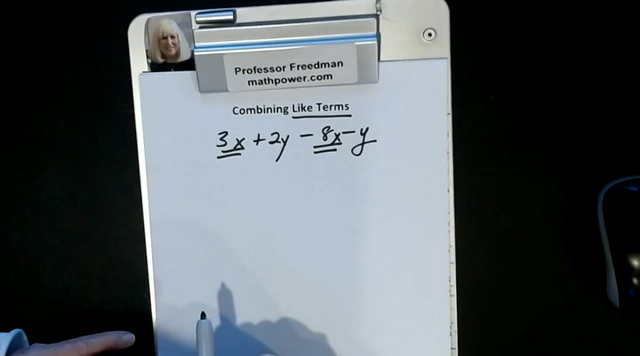 Professor Freedman
mathpower.com
Combining Like Terms
3x + 2y - 8x - y